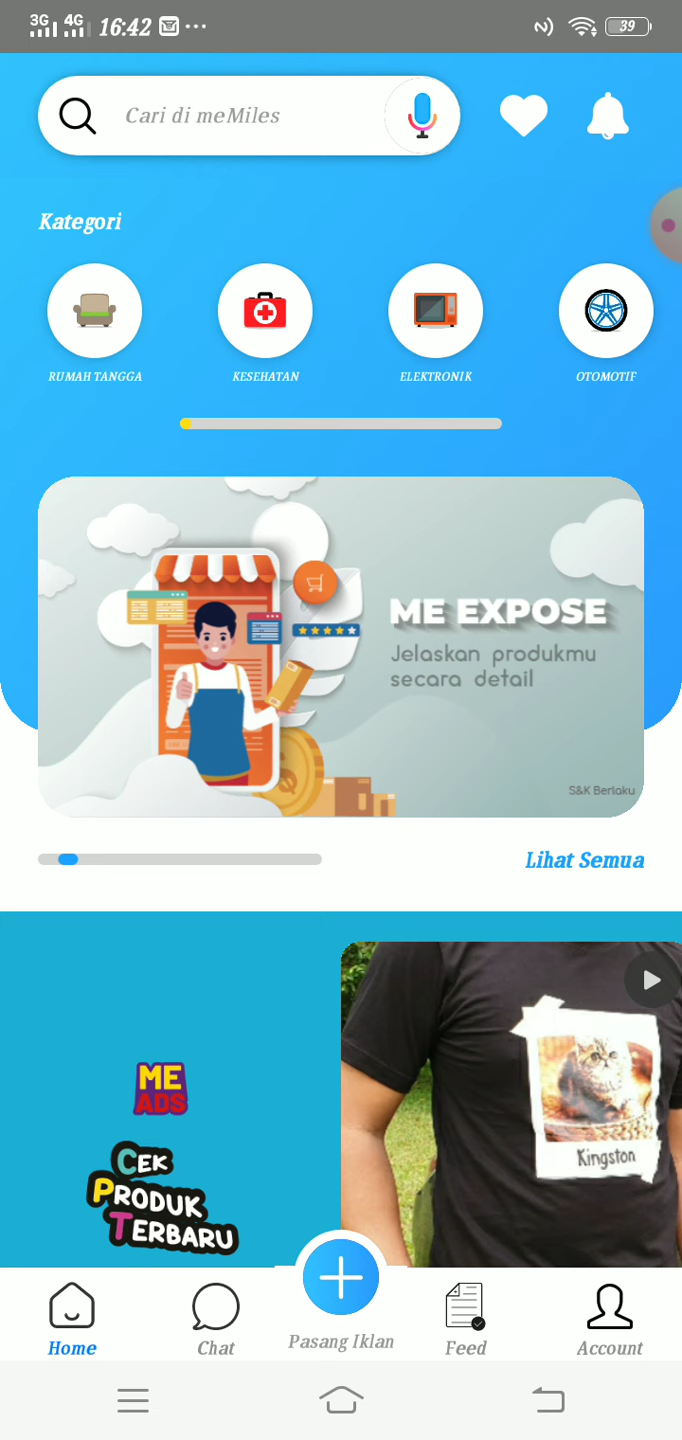 3G 4G 16:42 39
Cari di meMiles
Kategori
RUMAH TANGGA KESEHATAN ELEKTRONIK OTOMOTIF
ME EXPOSE
Jelaskan produkmu
secara detail
S&K Berlaku
Lihat Semua
ME
ADS
CEK
PRODUK
TERBARU
Kingston
Home Chat Pasang Iklan Feed Account